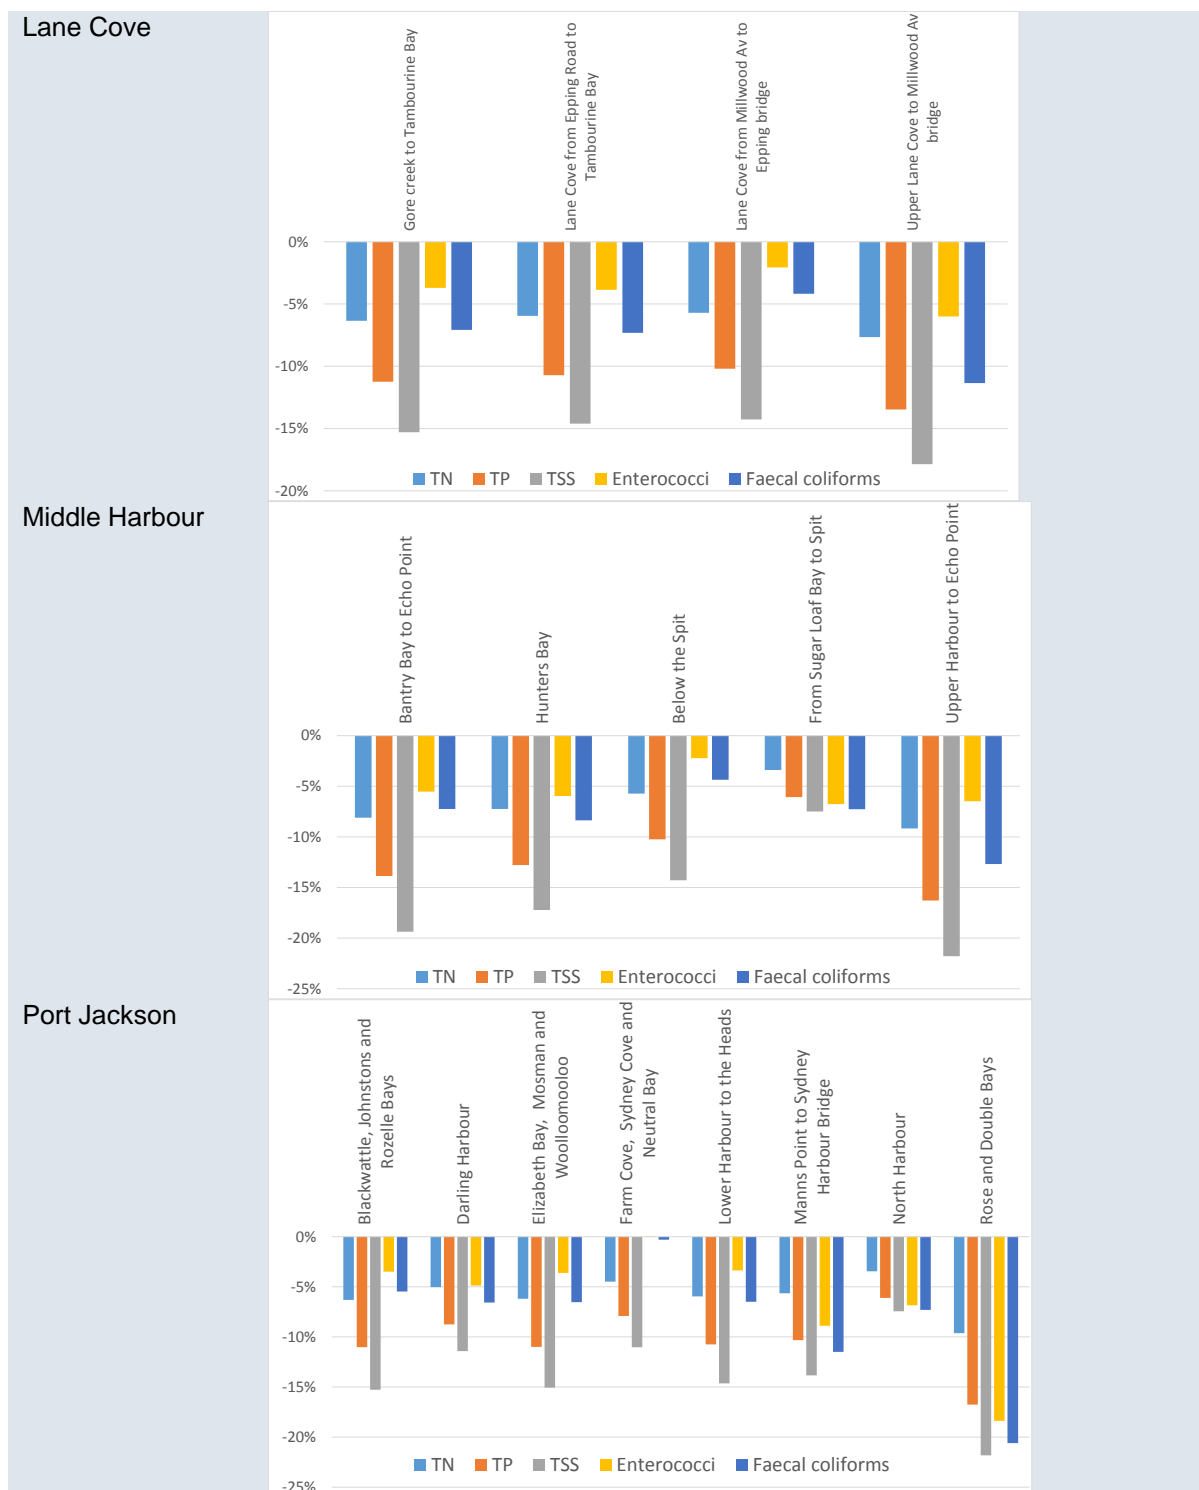 Lane Cove
Gore creek to Tambourine Bay
Lane Cove from Epping Road to
Tambourine Bay
Lane Cove from Millwood Av to
Epping bridge
Upper Lane Cove to Millwood Av
bridge
0%
-5%
-10%
-15%
-20%
TN TP TSS Enterococci Faecal coliforms
Middle Harbour
Bantry Bay to Echo Point
Hunters Bay
Below the Spit
From Sugar Loaf Bay to Spit
Upper Harbour to Echo Point
0%
-5%
-10%
-15%
-20%
-25%
TN TP TSS Enterococci Faecal coliforms
Port Jackson
Blackwattle, Johnstons and
Rozelle Bays
Darling Harbour
Elizabeth Bay, Mosman and
Woolloomooloo
Farm Cove, Sydney Cove and
Neutral Bay
Lower Harbour to the Heads
Manns Point to Sydney
Harbour Bridge
North Harbour
Rose and Double Bays
0%
-5%
-10%
-15%
-20%
-25%
TN TP TSS Enterococci Faecal coliforms